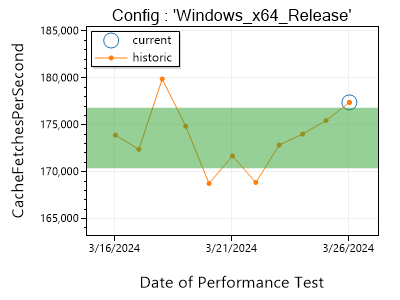 Config : 'Windows_x64_Release'
current
historic
185,000
180,000
175,000
170,000
165,000
CacheFetchesPerSecond
3/16/2024
3/21/2024
3/26/2024
Date of Performance Test